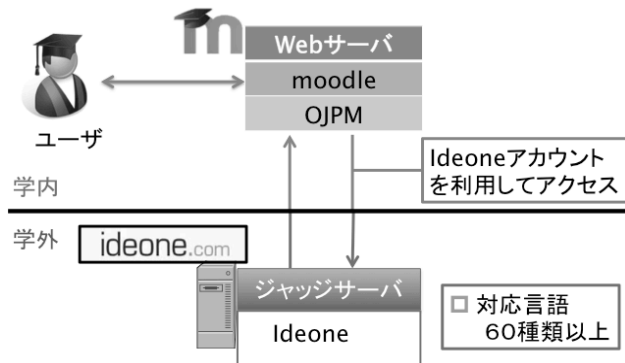 m
Webサーバ
moodle
OJPM
ユーザ
Ideoneアカウント
を利用してアクセス
学内
学外
ideone.com
ジャッジサーバ
Ideone
対応言語
60種類以上